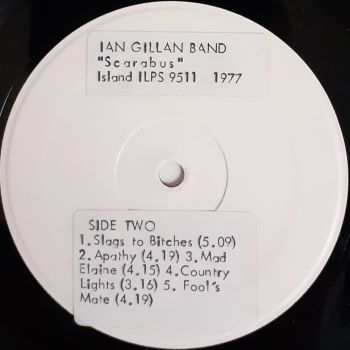 IAN GILLAN BAND
"Scarabus"
Island ILPS 9511 1977
SIDE TWO
1.Slags to Bitches (5.09)
2.Apathy (4.19) 3.Mad
Elaine (4.15) 4.Country
Lights (3.16) 5. Fool's
Mate (4.19)